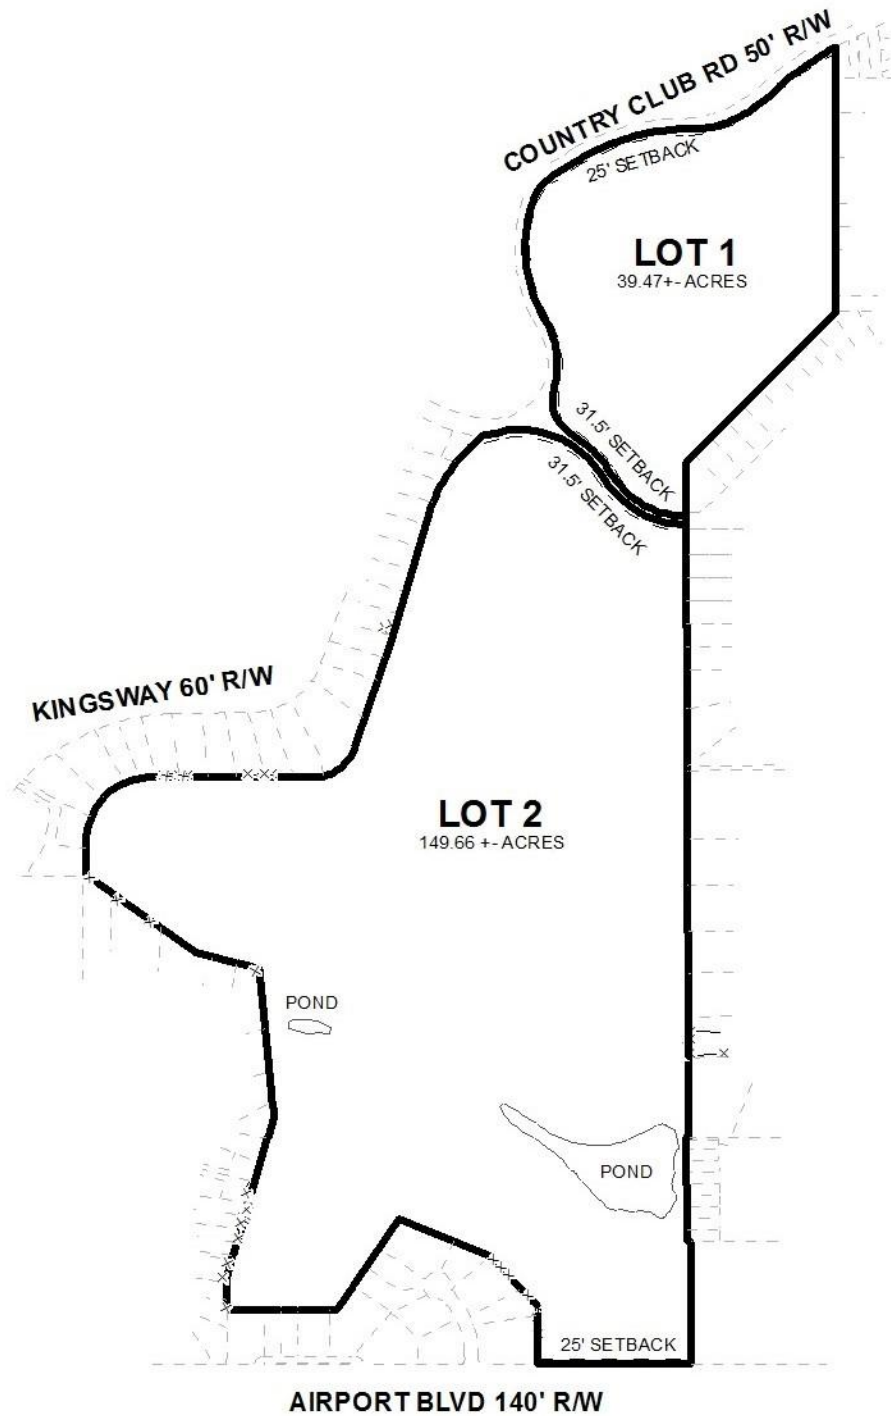 COUNTRY CLUB RD 50' R/W
25' SETBACK
LOT 1
39.47+- ACRES
31.5' SETBACK
31.5' SETBACK
KINGSWAY 60' R/W
LOT 2
149.66 +- ACRES
POND
POND
25' SETBACK
AIRPORT BLVD 140' R/W